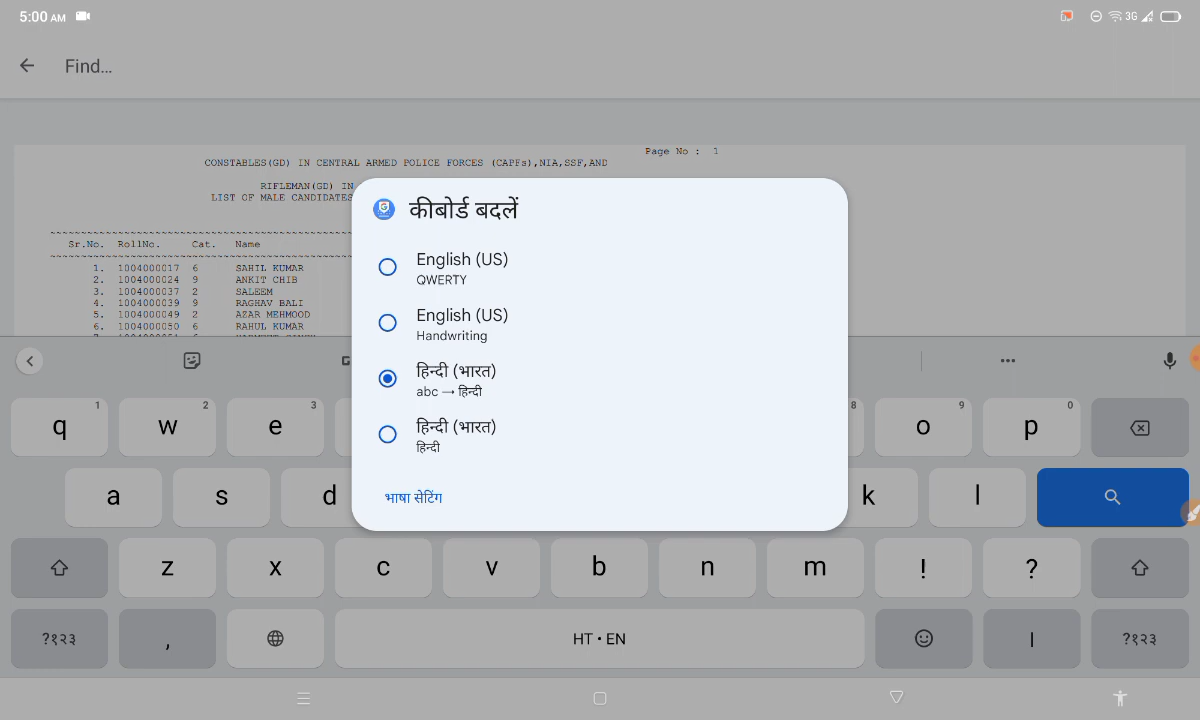 5:00 AM
3G
Find...
Page No : 1
CONSTABLES(GD) IN CENTRAL ARMED POLICE FORCES (CAPFs),NIA,SSF,AND
RIFLEMAN(GD) IN
LIST OF MALE CANDIDATES
Sr.No. RollNo. Cat. Name
1. 1004000017 6 SAHIL KUMAR
2. 1004000024 9 ANKIT CHIB
3. 1004000037 2 SALEEM
4. 1004000039 9 RAGHAV BALI
5. 1004000049 2 AZAR MEHMOOD
6. 1004000050 6 RAHUL KUMAR
कीबोर्ड बदलें
English (US)
QWERTY
English (US)
Handwriting
हिन्दी (भारत)
abc → हिन्दी
हिन्दी (भारत)
हिन्दी
भाषा सेटिंग
q 1 w 2 e 3 8 o 9 p 0
a s d k l
z x c v b n m ! ?
?१२३ , HT • EN । ?१२३